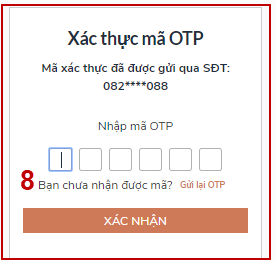 Xác thực mã OTP
Mã xác thực đã được gửi qua SĐT:
082****088
Nhập mã OTP
8
Bạn chưa nhận được mã? Gửi lại OTP
XÁC NHẬN